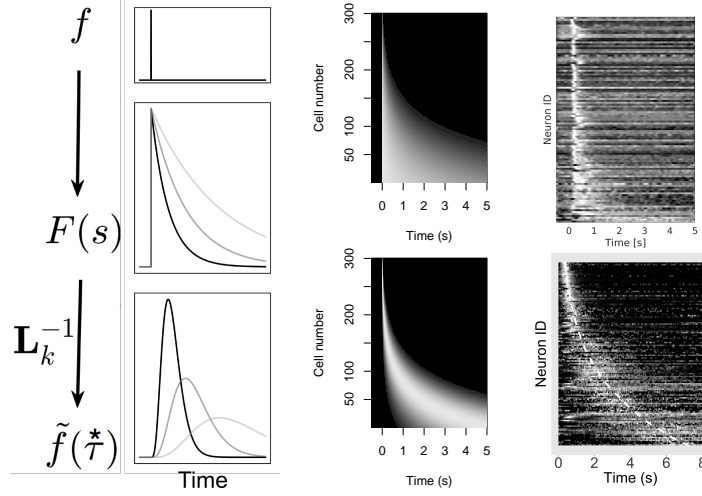 f
F(s)
L_k^{-1}
f̃(τ*)
Time
Cell number
300
200
100
50
0 1 2 3 4 5
Time (s)
Cell number
300
200
100
50
0 1 2 3 4 5
Time (s)
Neuron ID
0 1 2 3 4 5
Time [s]
Neuron ID
0 2 4 6 8
Time (s)